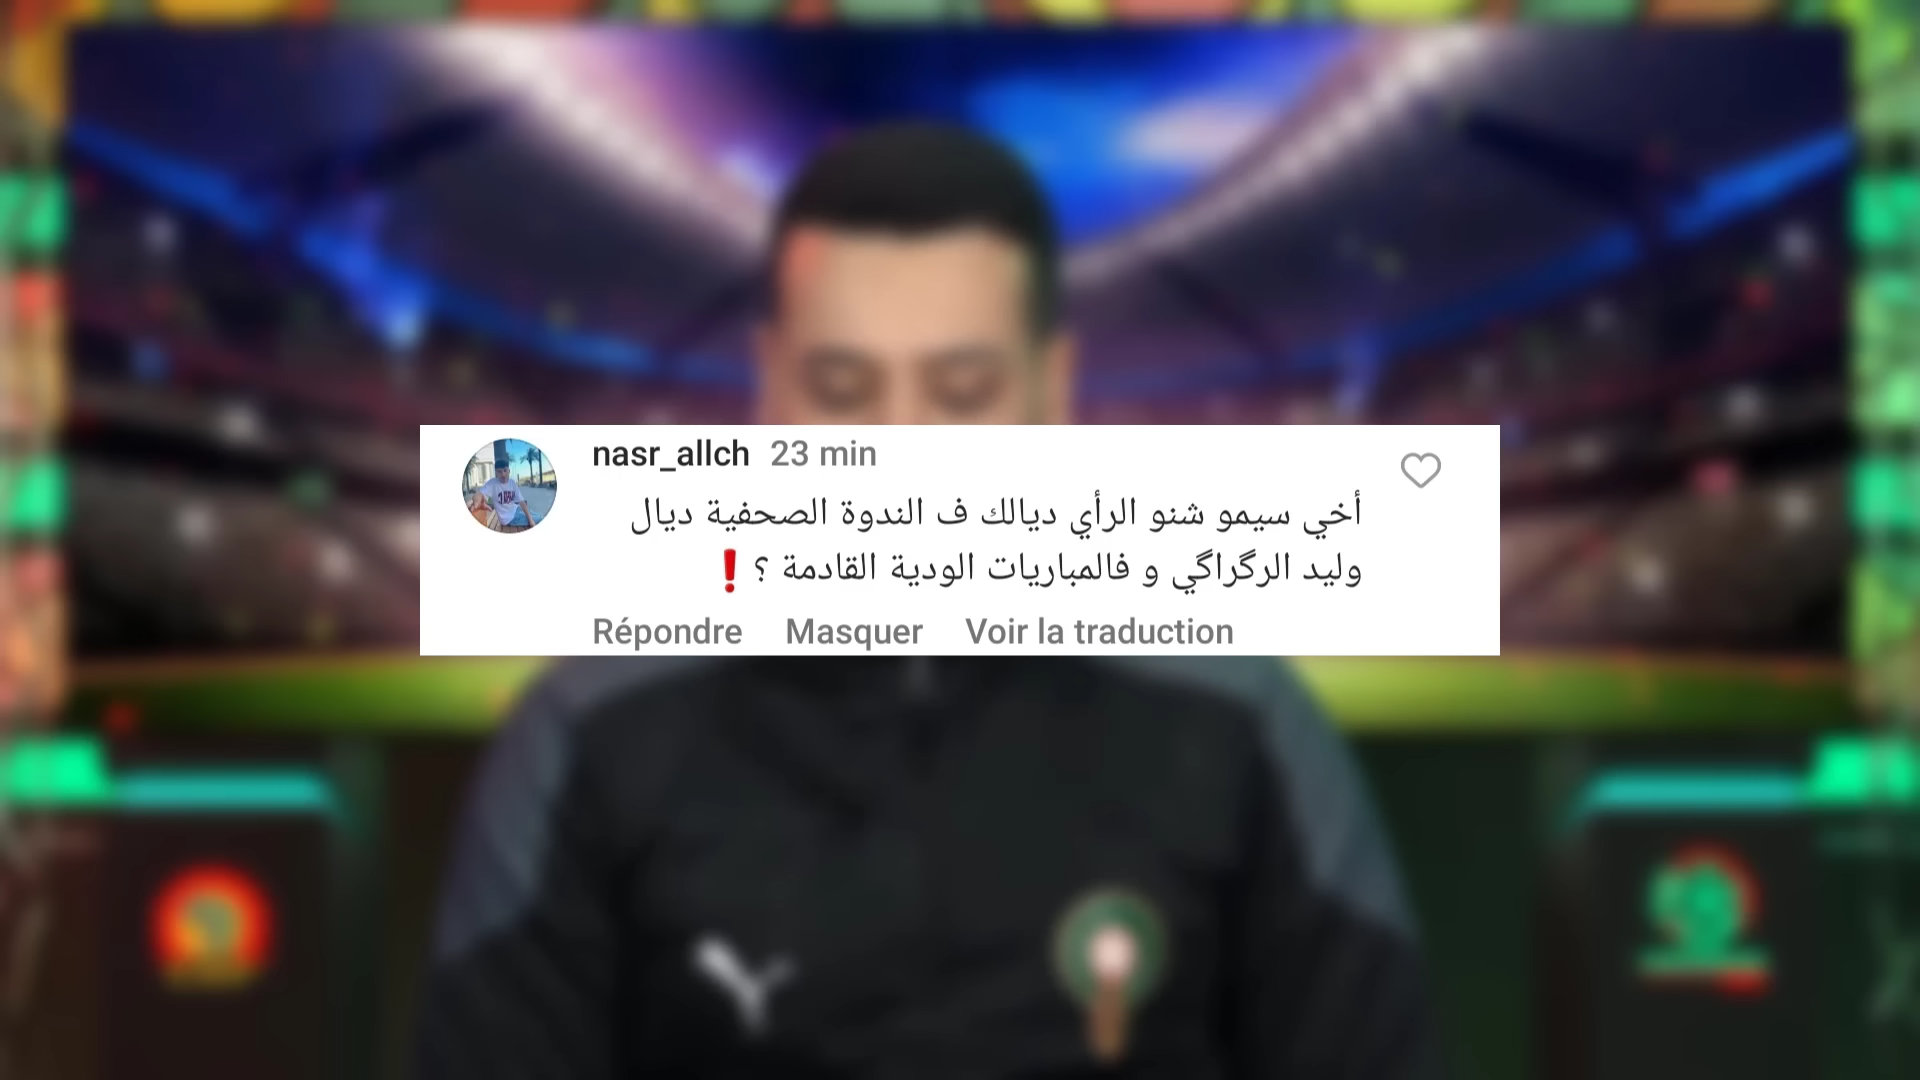 nasr_allch 23 min
أخي سيمو شنو الرأي ديالك ف الندوة الصحفية ديال
وليد الرگراگي و فالمباريات الودية القادمة ؟❗
Répondre Masquer Voir la traduction